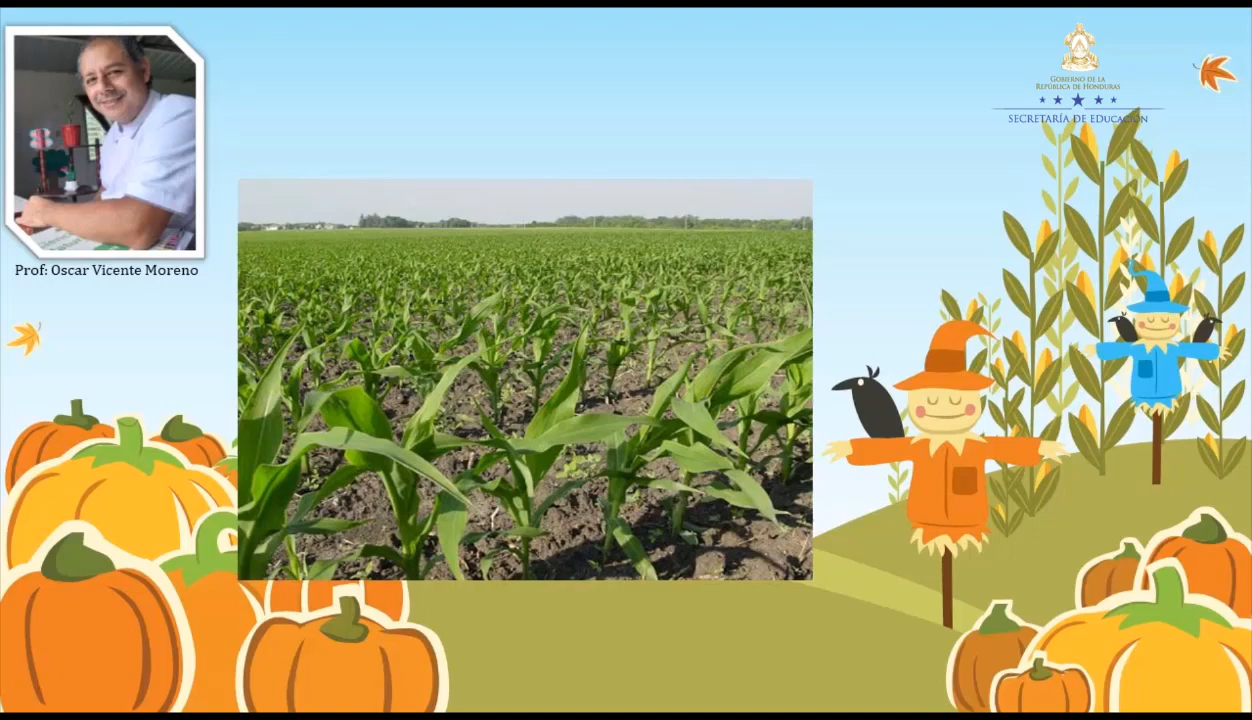 Prof: Oscar Vicente Moreno
GOBIERNO DE LA
REPÚBLICA DE HONDURAS
SECRETARÍA DE EDUCACIÓN